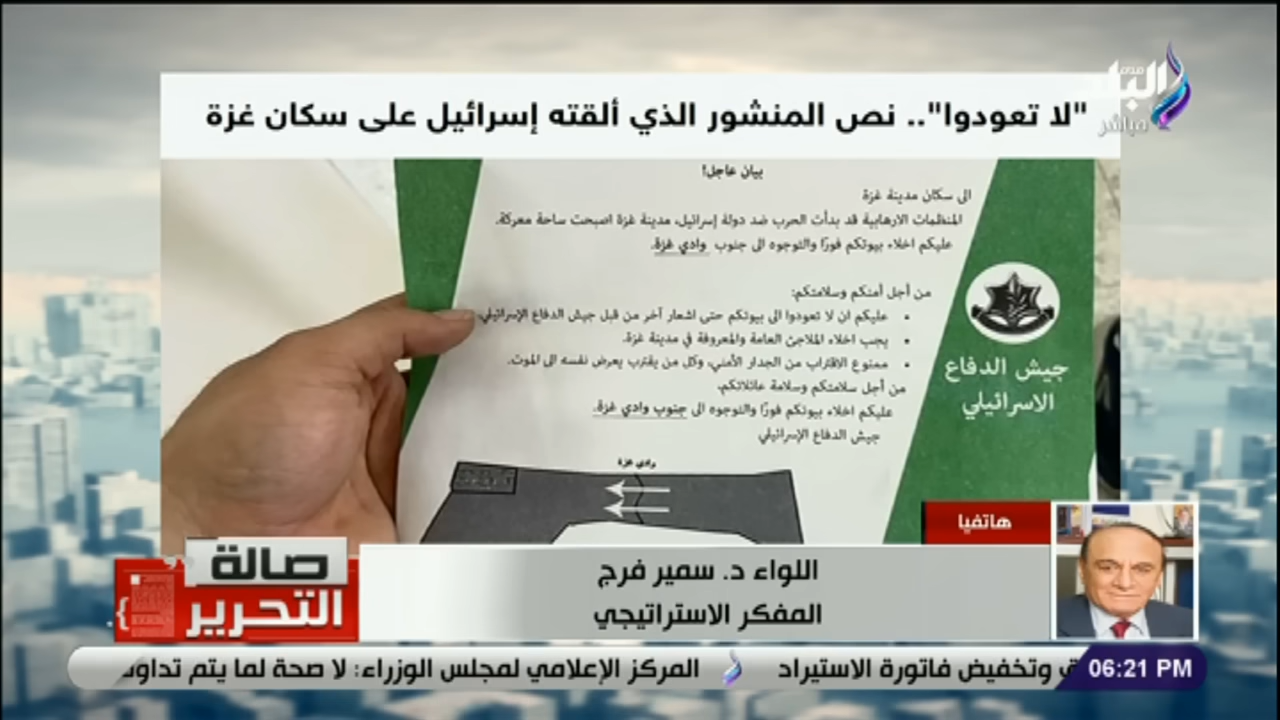 صدى
البلد
مباشر
"لا تعودوا".. نص المنشور الذي ألقته إسرائيل على سكان غزة
بيان عاجل!
الى سكان مدينة غزة
المنظمات الارهابية قد بدأت الحرب ضد دولة إسرائيل، مدينة غزة اصبحت ساحة معركة.
عليكم اخلاء بيوتكم فورًا والتوجوه الى جنوب وادي غزة.
من أجل أمنكم وسلامتكم:
• عليكم ان لا تعودوا الى بيوتكم حتى اشعار آخر من قبل جيش الدفاع الإسرائيلي.
• يجب اخلاء الملاجئ العامة والمعروفة في مدينة غزة.
• ممنوع الاقتراب من الجدار الأمني، وكل من يقترب يعرض نفسه الى الموت.
من أجل سلامتكم وسلامة عائلاتكم.
عليكم اخلاء بيوتكم فورًا والتوجوه الى جنوب وادي غزة.
جيش الدفاع الإسرائيلي
جيش الدفاع
الاسرائيلي
وادي غزة
هاتفيا
اللواء د. سمير فرج
المفكر الاستراتيجي
صالة
التحرير
06:21 PM
ق وتخفيض فاتورة الاستيراد المركز الإعلامي لمجلس الوزراء: لا صحة لما يتم تداو